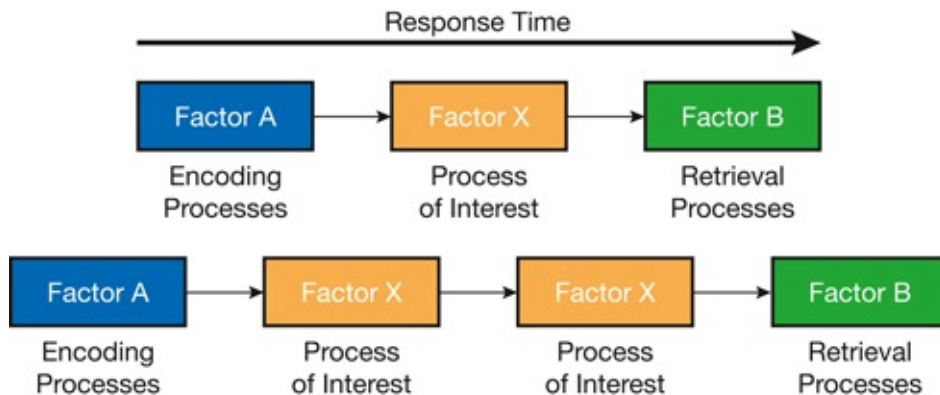 Response Time
Factor A
Factor X
Factor B
Encoding
Processes
Process
of Interest
Retrieval
Processes
Factor A
Factor X
Factor X
Factor B
Encoding
Processes
Process
of Interest
Process
of Interest
Retrieval
Processes